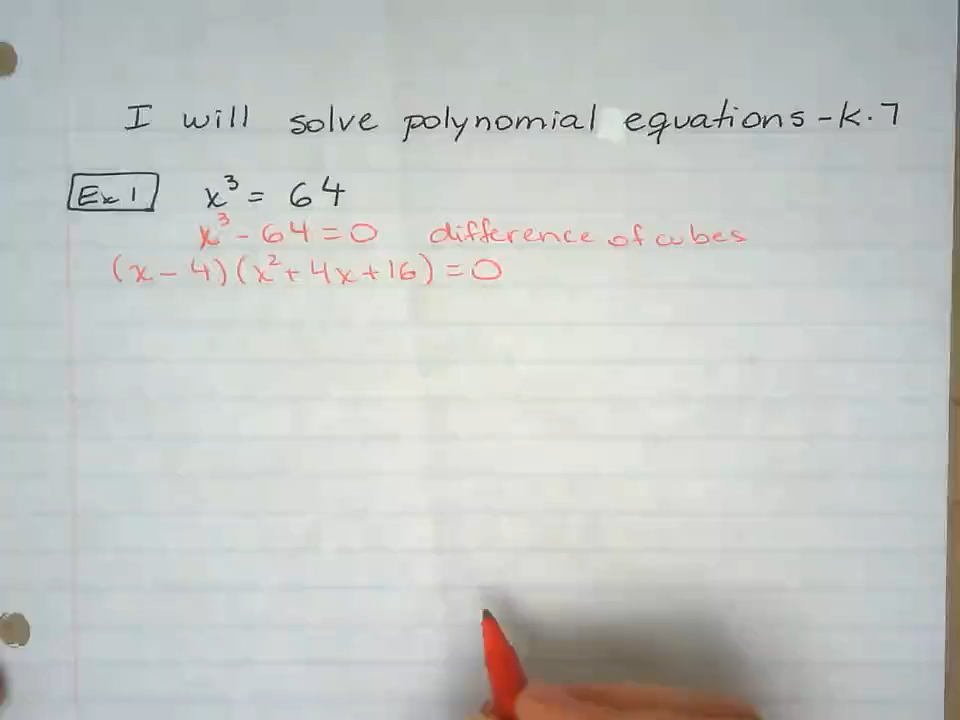 I will solve polynomial equations - K.7
Ex 1 x³ = 64
x³ - 64 = 0 difference of cubes
(x - 4)(x² + 4x + 16) = 0